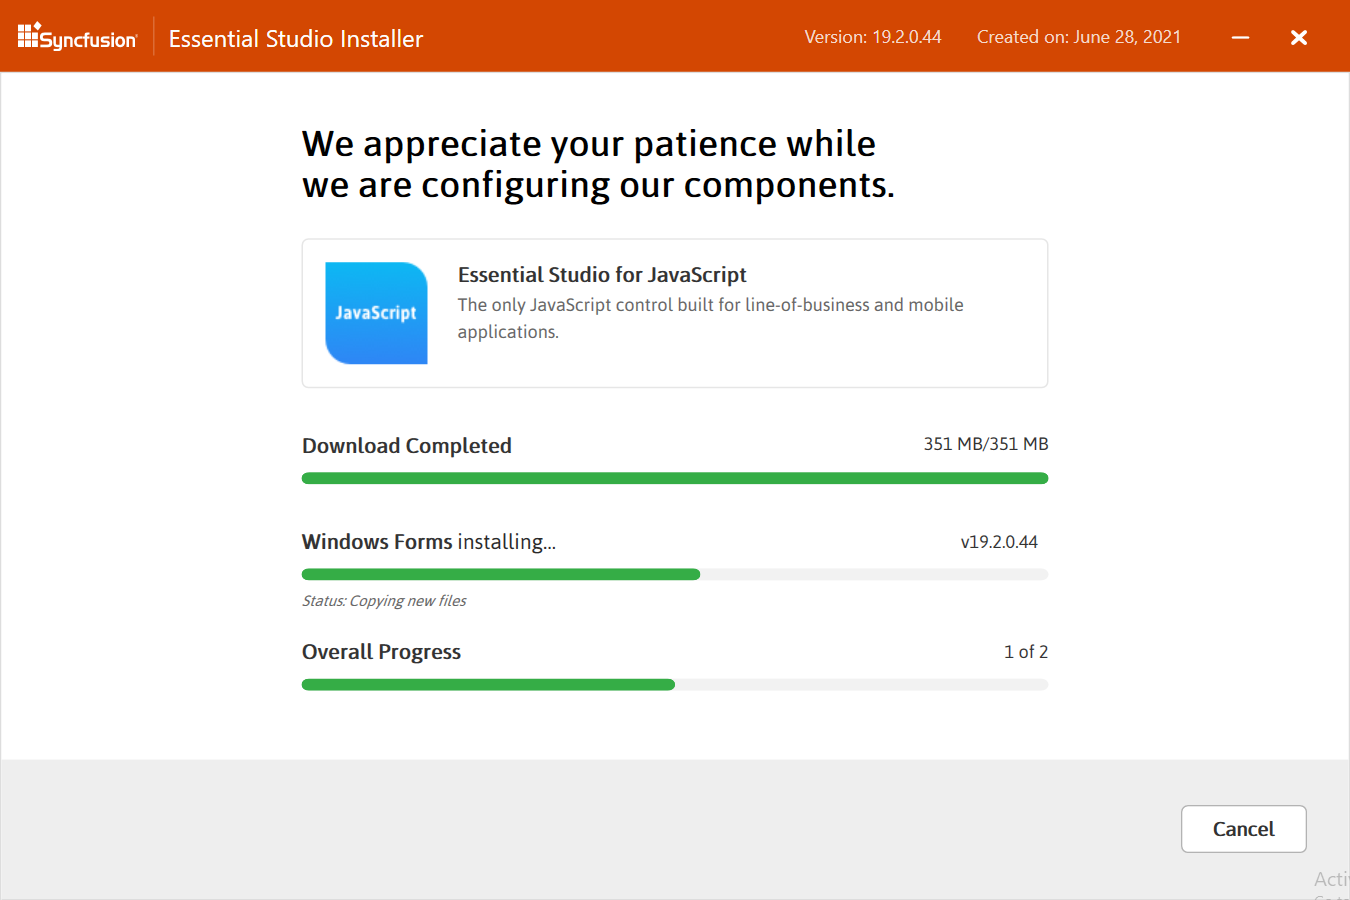 Syncfusion
Essential Studio Installer
Version: 19.2.0.44
Created on: June 28, 2021
We appreciate your patience while
we are configuring our components.
JavaScript
Essential Studio for JavaScript
The only JavaScript control built for line-of-business and mobile
applications.
Download Completed
351 MB/351 MB
Windows Forms installing...
v19.2.0.44
Status: Copying new files
Overall Progress
1 of 2
Cancel